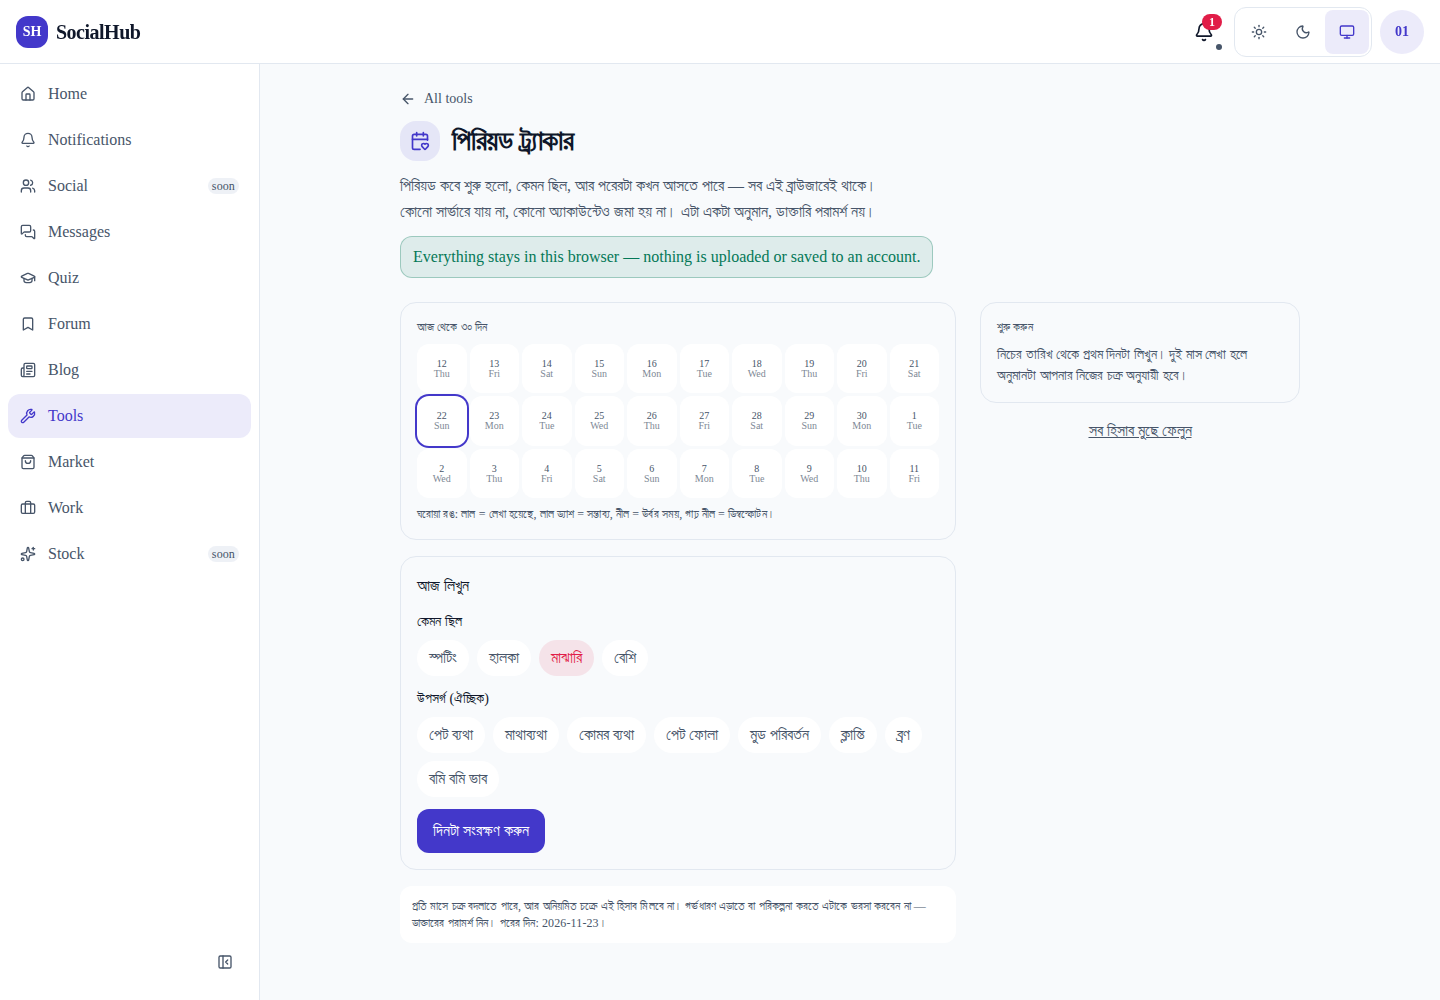 SH SocialHub
1
01
Home
Notifications
Social soon
Messages
Quiz
Forum
Blog
Tools
Market
Work
Stock soon
All tools
পিরিয়ড ট্র্যাকার
পিরিয়ড কবে শুরু হলো, কেমন ছিল, আর পরেরটা কখন আসতে পারে — সব এই ব্রাউজারেই থাকে।
কোনো সার্ভারে যায় না, কোনো অ্যাকাউন্টেও জমা হয় না। এটা একটা অনুমান, ডাক্তারি পরামর্শ নয়।
Everything stays in this browser — nothing is uploaded or saved to an account.
আজ থেকে ৩০ দিন
12 13 14 15 16 17 18 19 20 21
Thu Fri Sat Sun Mon Tue Wed Thu Fri Sat
22 23 24 25 26 27 28 29 30 1
Sun Mon Tue Wed Thu Fri Sat Sun Mon Tue
2 3 4 5 6 7 8 9 10 11
Wed Thu Fri Sat Sun Mon Tue Wed Thu Fri
ঘরোয়া রঙ: লাল = লেখা হয়েছে, লাল ড্যাশ = সম্ভাব্য, নীল = উর্বর সময়, গাঢ় নীল = ডিম্বস্ফোটন।
আজ লিখুন
কেমন ছিল
স্পটিং হালকা মাঝারি বেশি
উপসর্গ (ঐচ্ছিক)
পেট ব্যথা মাথাব্যথা কোমর ব্যথা পেট ফোলা মুড পরিবর্তন ক্লান্তি ব্রণ
বমি বমি ভাব
দিনটা সংরক্ষণ করুন
প্রতি মাসে চক্র বদলাতে পারে, আর অনিয়মিত চক্রে এই হিসাব মিলবে না। গর্ভধারণ এড়াতে বা পরিকল্পনা করতে এটাকে ভরসা করবেন না —
ডাক্তারের পরামর্শ নিন। পরের দিন: 2026-11-23।
শুরু করুন
নিচের তারিখ থেকে প্রথম দিনটা লিখুন। দুই মাস লেখা হলে
অনুমানটা আপনার নিজের চক্র অনুযায়ী হবে।
সব হিসাব মুছে ফেলুন